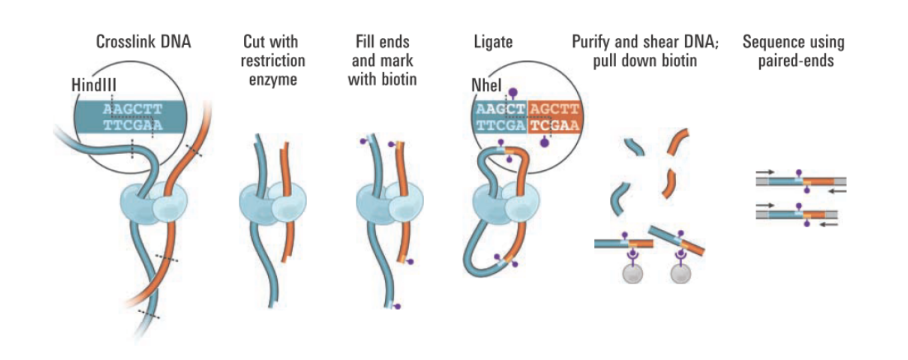 Crosslink DNA
Cut with
restriction
enzyme
Fill ends
and mark
with biotin
Ligate
Purify and shear DNA;
pull down biotin
Sequence using
paired-ends
HindIII
AAGCTT
TTCGAA
NheI
AAGCT AGCTT
TTCGA TCGAA